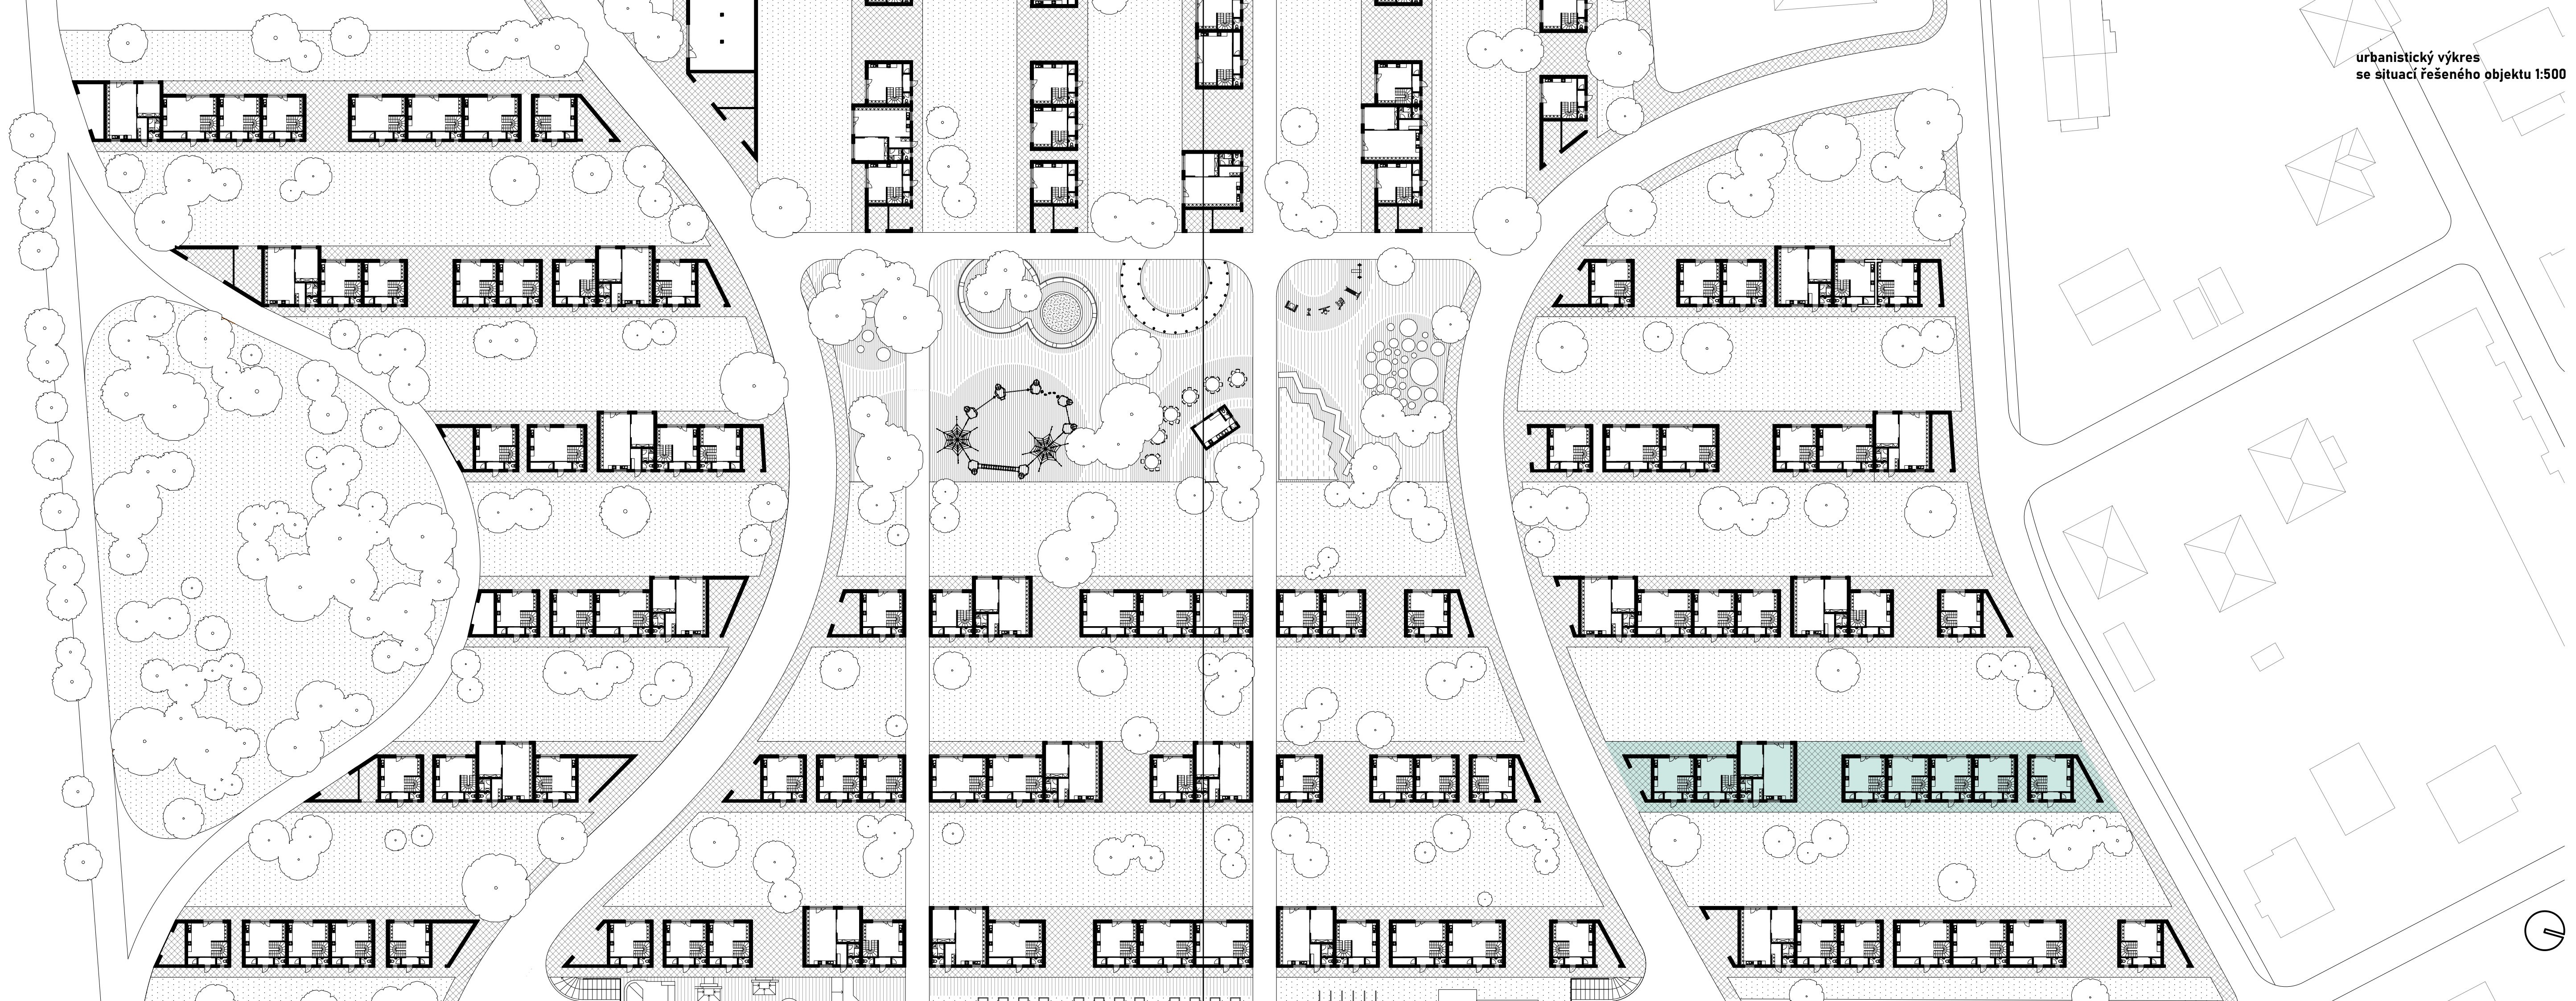 urbanistický výkres
se situací řešeného objektu 1:500